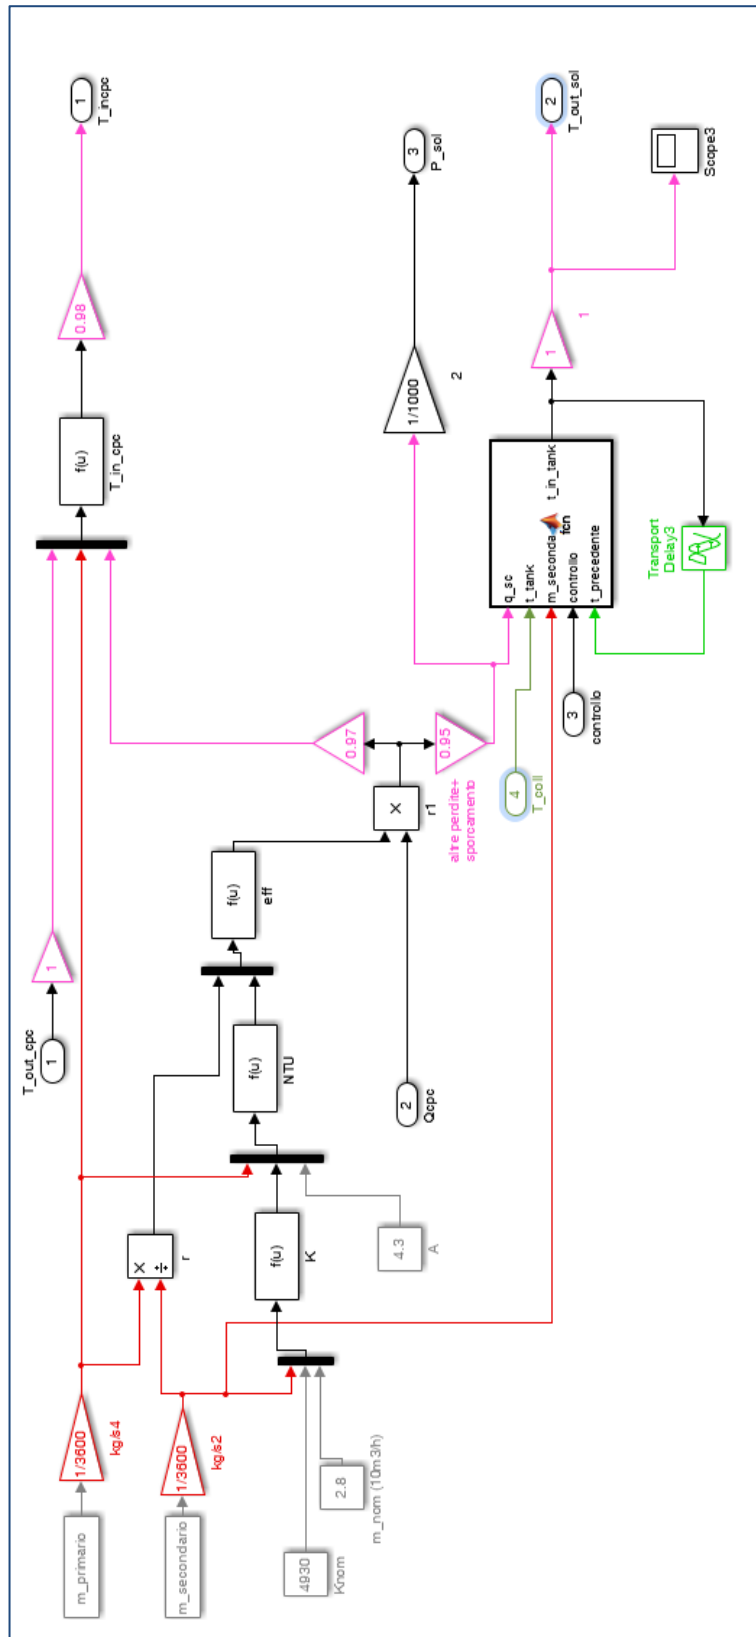 m_primario
1/3600
kg/s4
m_secondario
1/3600
kg/s2
4930
Knom
2.8
m_nom (10m3/h)
×
÷
r
f(u)
K
4.3
A
1
T_out_cpc
1
f(u)
NTU
f(u)
eff
2
Qcpc
×
r1
0.97
0.95
altre perdite+
sporcamento
f(u)
T_in_cpc
0.98
1
T_incpc
1/1000
2
3
P_sol
4
T_coll
3
controllo
q_sc
t_tank
m_seconda
controllo
t_precedente
fcn
t_in_tank
Transport
Delay3
1
1
2
T_out_sol
Scope3